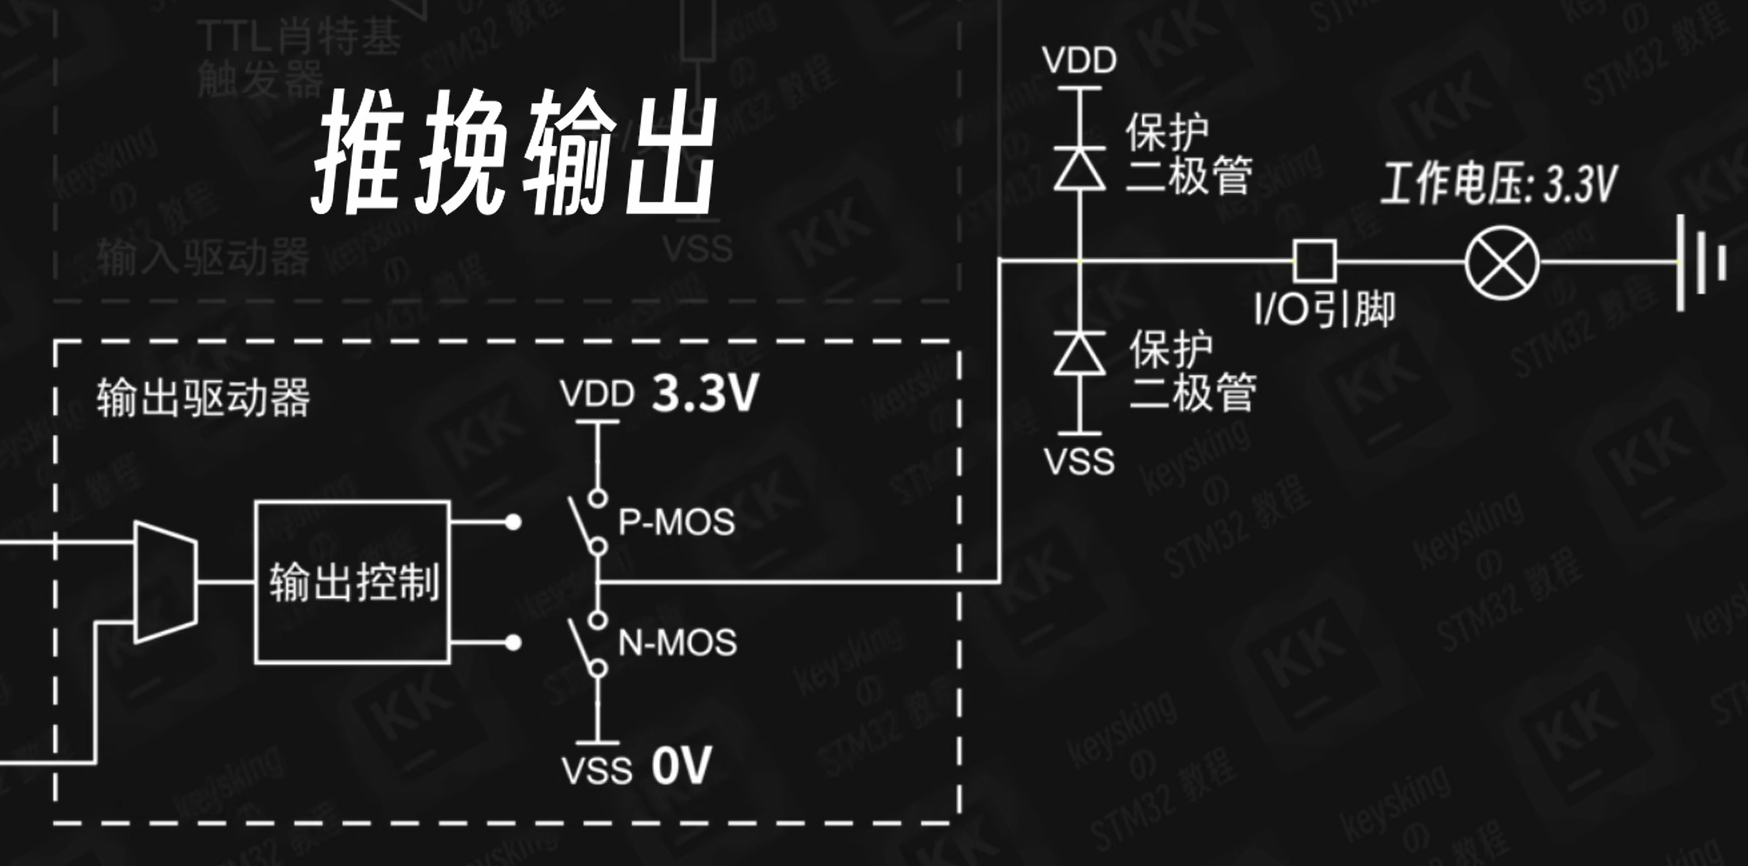 TTL肖特基
触发器
推挽输出
输入驱动器
VSS
VDD
保护
二极管
工作电压: 3.3V
I/O引脚
保护
二极管
VSS
输出驱动器
VDD 3.3V
P-MOS
输出控制
N-MOS
VSS 0V
keysking
の
STM32 教程
KK